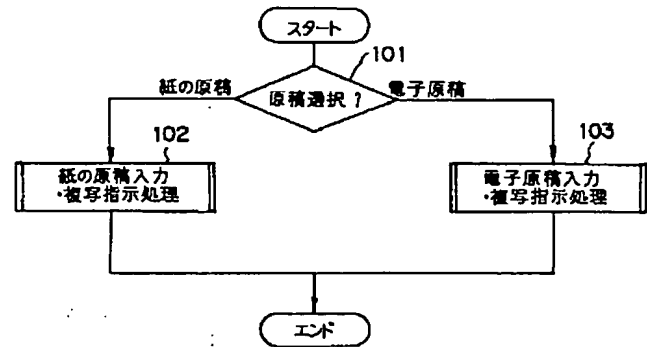 スタート
101
原稿選択？
紙の原稿
電子原稿
102
紙の原稿入力
・複写指示処理
103
電子原稿入力
・複写指示処理
エンド